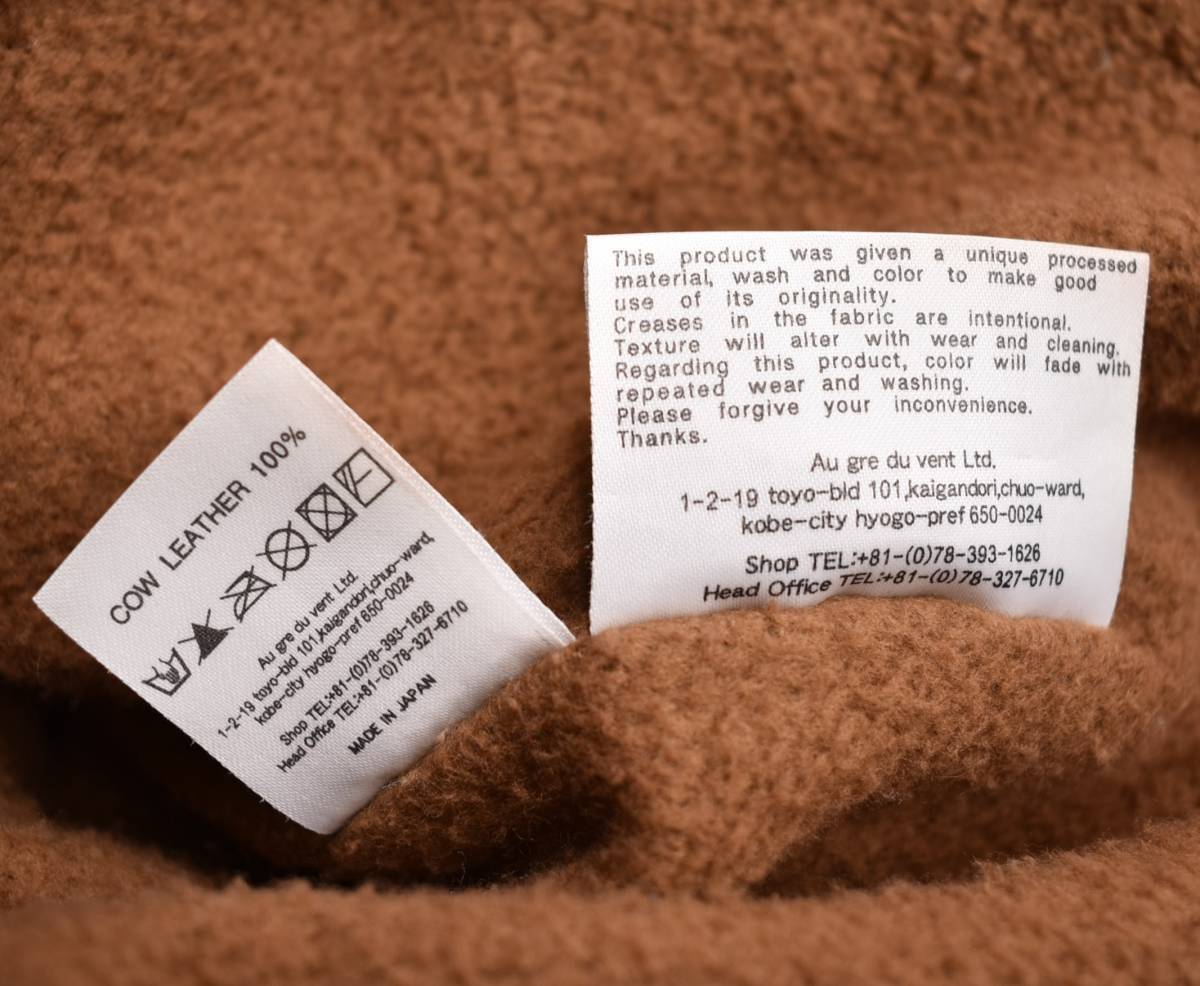 COW LEATHER 100%
Au gre du vent Ltd.
1-2-19 toyo-bld 101,kaigandori,chuo-ward,
kobe-city hyogo-pref 650-0024
Shop TEL:+81-(0)78-393-1626
Head Office TEL:+81-(0)78-327-6710
MADE IN JAPAN
This product was given a unique processed
material, wash and color to make good
use of its originality.
Creases in the fabric are intentional.
Texture will alter with wear and cleaning.
Regarding this product, color will fade with
repeated wear and washing.
Please forgive your inconvenience.
Thanks.
Au gre du vent Ltd.
1-2-19 toyo-bld 101,kaigandori,chuo-ward,
kobe-city hyogo-pref 650-0024
Shop TEL:+81-(0)78-393-1626
Head Office TEL:+81-(0)78-327-6710